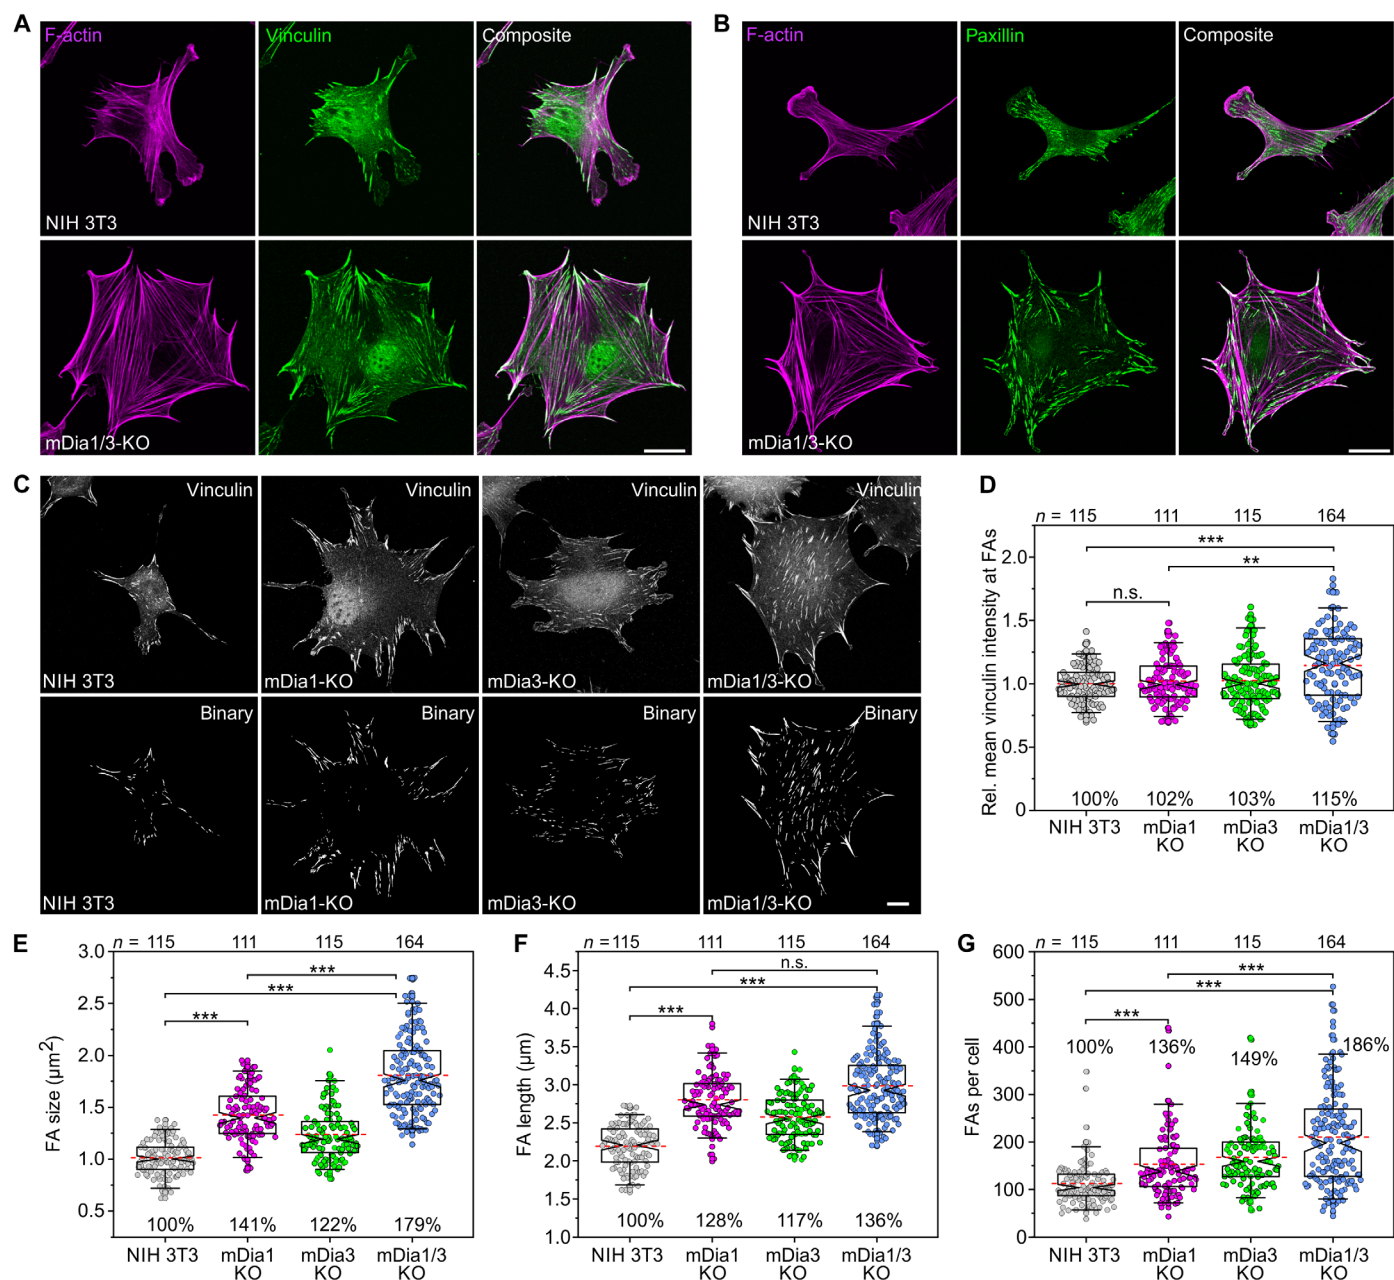 A
F-actin
Vinculin
Composite
NIH 3T3
mDia1/3-KO
B
F-actin
Paxillin
Composite
NIH 3T3
mDia1/3-KO
C
Vinculin
Vinculin
Vinculin
Vinculin
NIH 3T3
mDia1-KO
mDia3-KO
mDia1/3-KO
Binary
Binary
Binary
Binary
NIH 3T3
mDia1-KO
mDia3-KO
mDia1/3-KO
D
n = 115 111 115 164
Rel. mean vinculin intensity at FAs
2.0
1.5
1.0
0.5
0
***
**
n.s.
100% 102% 103% 115%
NIH 3T3 mDia1 KO mDia3 KO mDia1/3 KO
E
n = 115 111 115 164
FA size (µm²)
3.0
2.5
2.0
1.5
1.0
0.5
***
***
***
100% 141% 122% 179%
NIH 3T3 mDia1 KO mDia3 KO mDia1/3 KO
F
n = 115 111 115 164
FA length (µm)
4.5
4.0
3.5
3.0
2.5
2.0
1.5
1.0
n.s.
***
***
100% 128% 117% 136%
NIH 3T3 mDia1 KO mDia3 KO mDia1/3 KO
G
n = 115 111 115 164
FAs per cell
600
500
400
300
200
100
0
***
***
***
100% 136% 149% 186%
NIH 3T3 mDia1 KO mDia3 KO mDia1/3 KO